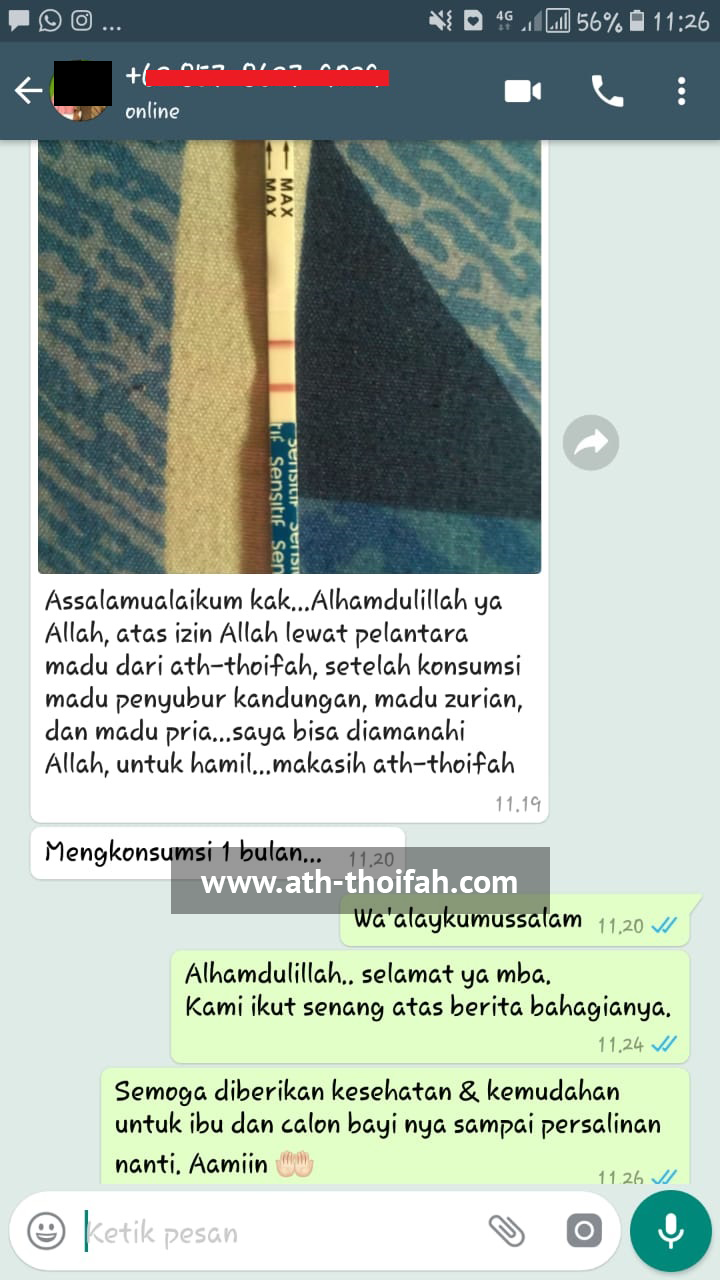 ...
4G 56% 11:26
online
MAX
MAX
Sensitif Sen
Assalamualaikum kak...Alhamdulillah ya
Allah, atas izin Allah lewat pelantara
madu dari ath-thoifah, setelah konsumsi
madu penyubur kandungan, madu zurian,
dan madu pria...saya bisa diamanahi
Allah, untuk hamil...makasih ath-thoifah
11.19
Mengkonsumsi 1 bulan... 11.20
www.ath-thoifah.com
Wa'alaykumussalam 11.20
Alhamdulillah.. selamat ya mba.
Kami ikut senang atas berita bahagianya.
11.24
Semoga diberikan kesehatan & kemudahan
untuk ibu dan calon bayi nya sampai persalinan
nanti. Aamiin 🤲🏻
11.26
Ketik pesan